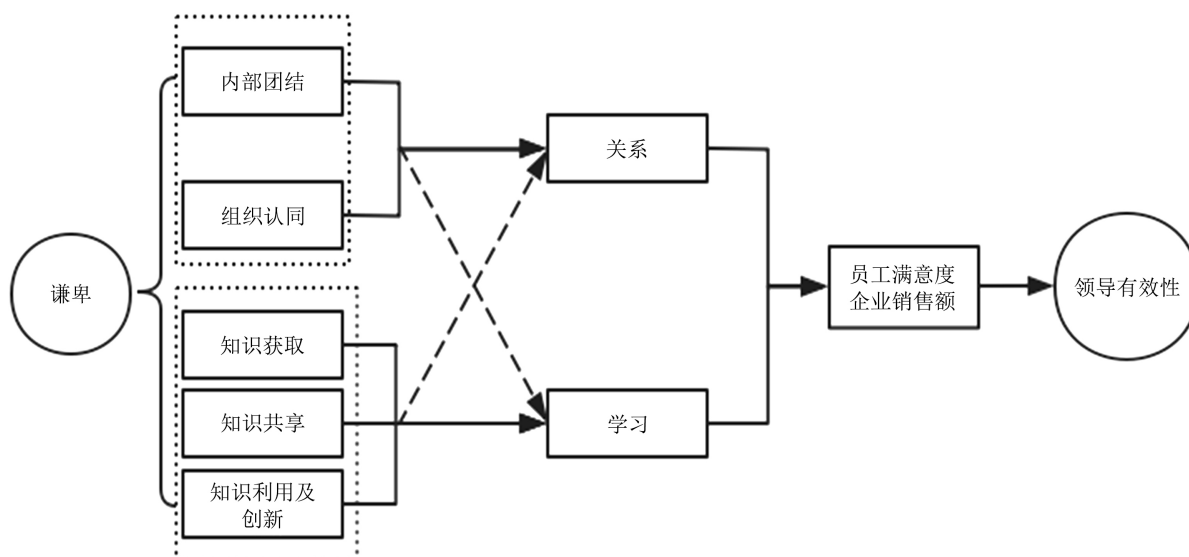 内部团结
关系
组织认同
谦卑
员工满意度
企业销售额
领导有效性
知识获取
知识共享
学习
知识利用及
创新